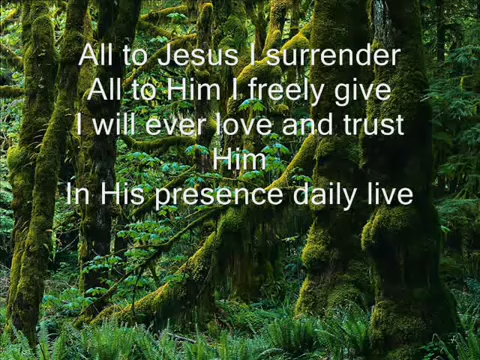 All to Jesus I surrender
All to Him I freely give
I will ever love and trust
Him
In His presence daily live